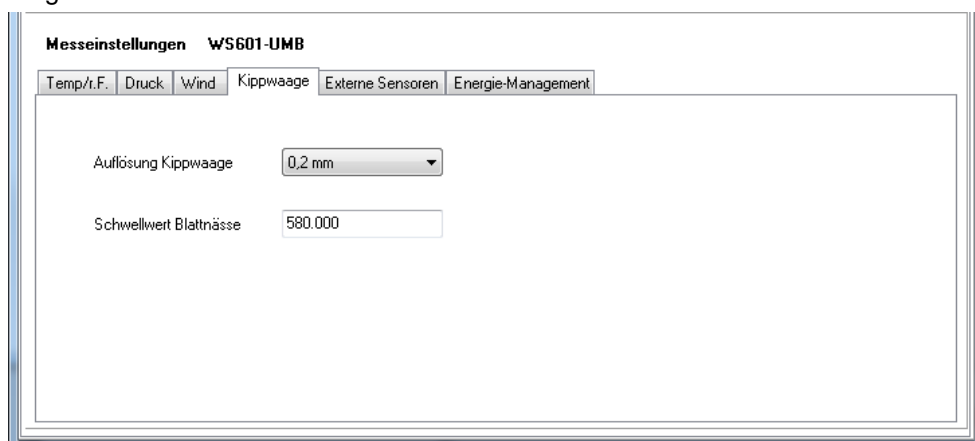 Messeinstellungen WS601-UMB
Temp/r.F. Druck Wind Kippwaage Externe Sensoren Energie-Management
Auflösung Kippwaage 0,2 mm
Schwellwert Blattnässe 580.000